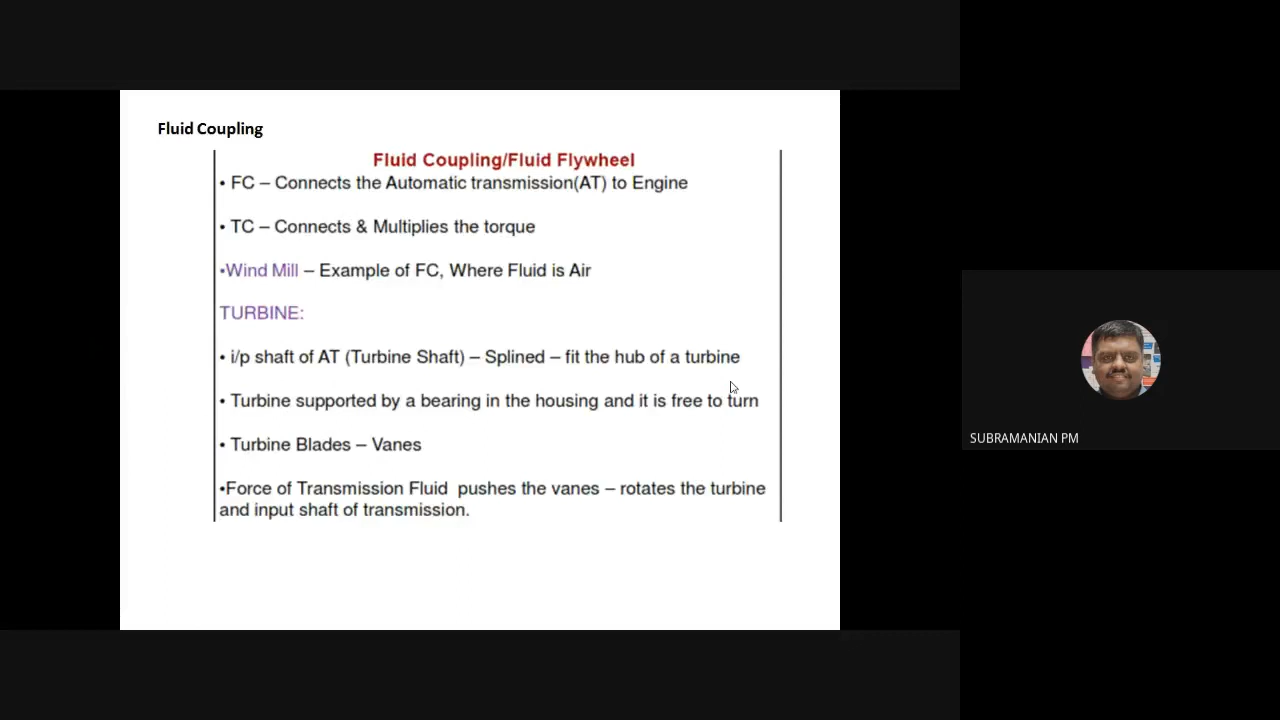 Fluid Coupling
Fluid Coupling/Fluid Flywheel
• FC – Connects the Automatic transmission(AT) to Engine
• TC – Connects & Multiplies the torque
•Wind Mill – Example of FC, Where Fluid is Air
TURBINE:
• i/p shaft of AT (Turbine Shaft) – Splined – fit the hub of a turbine
• Turbine supported by a bearing in the housing and it is free to turn
• Turbine Blades – Vanes
•Force of Transmission Fluid pushes the vanes – rotates the turbine
and input shaft of transmission.
SUBRAMANIAN PM